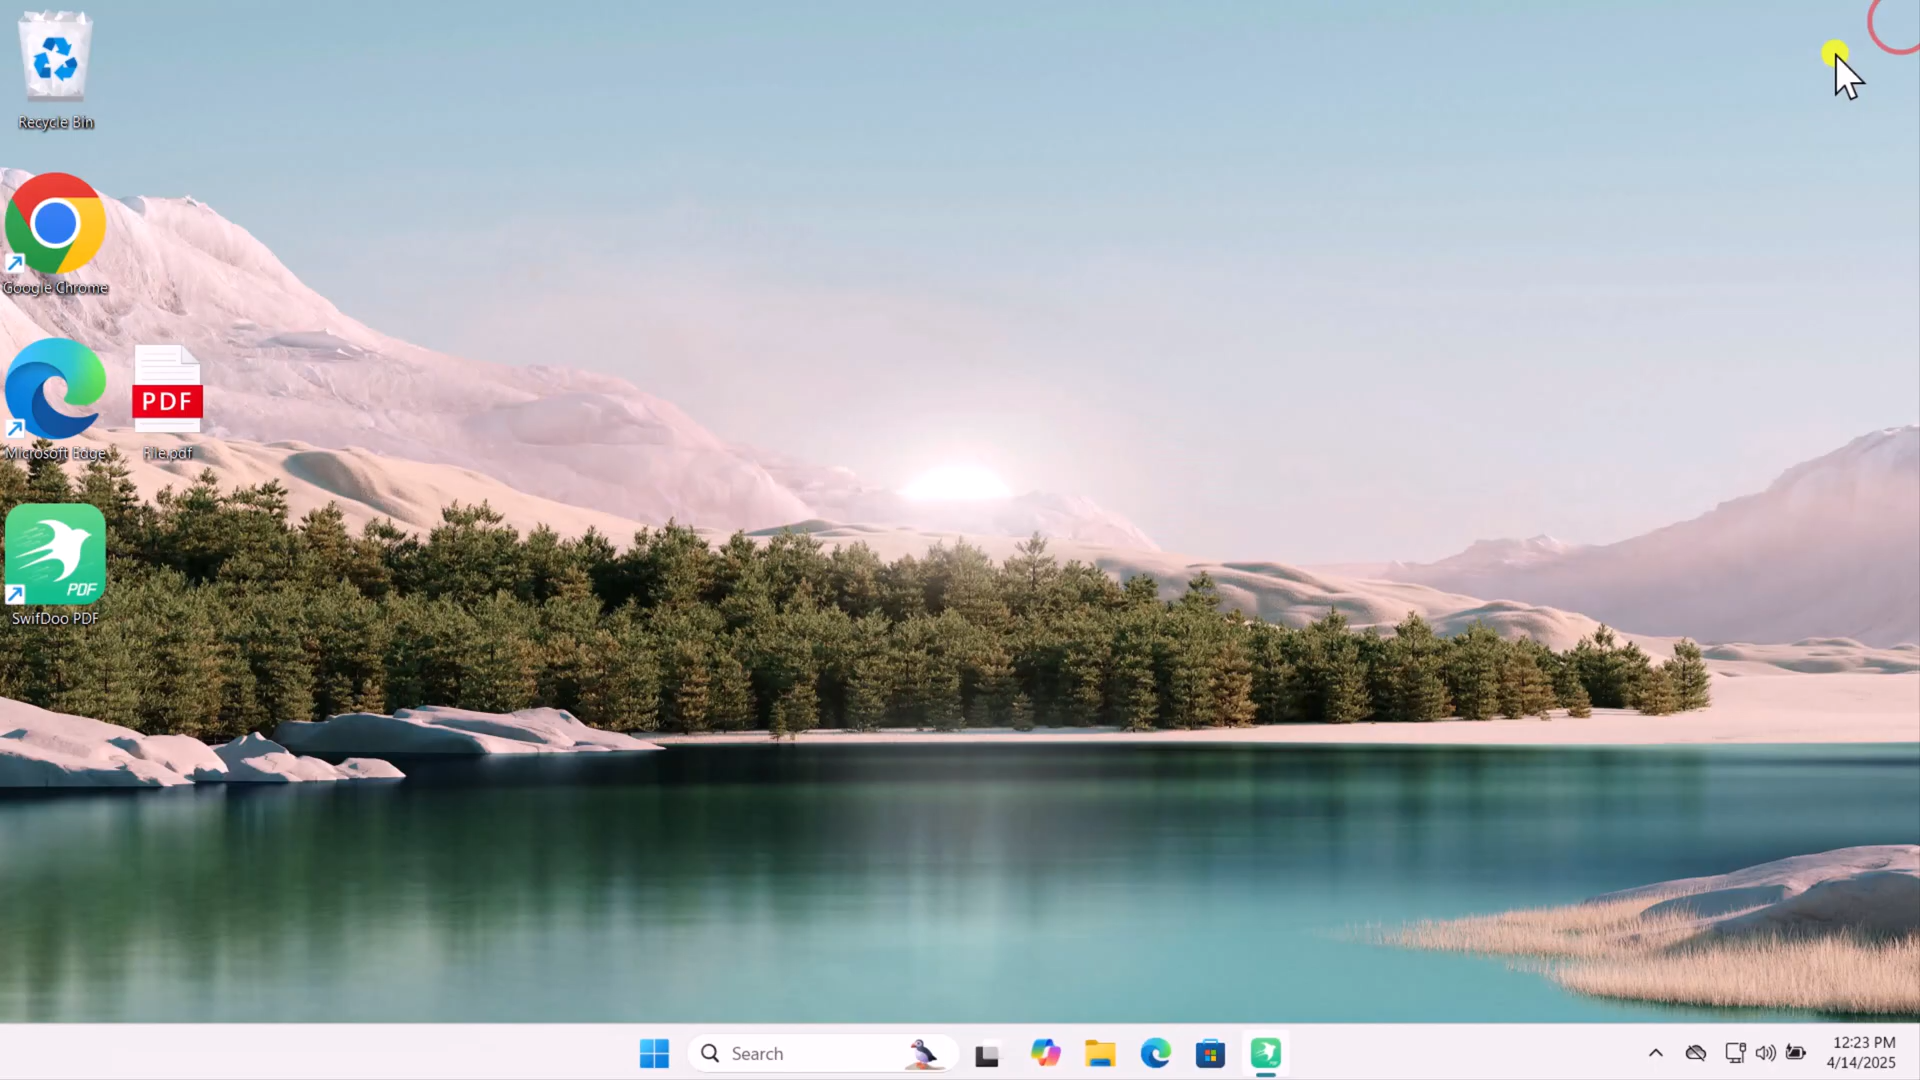 Recycle Bin
Google Chrome
Microsoft Edge
PDF
File.pdf
PDF
SwifDoo PDF
Search
12:23 PM
4/14/2025